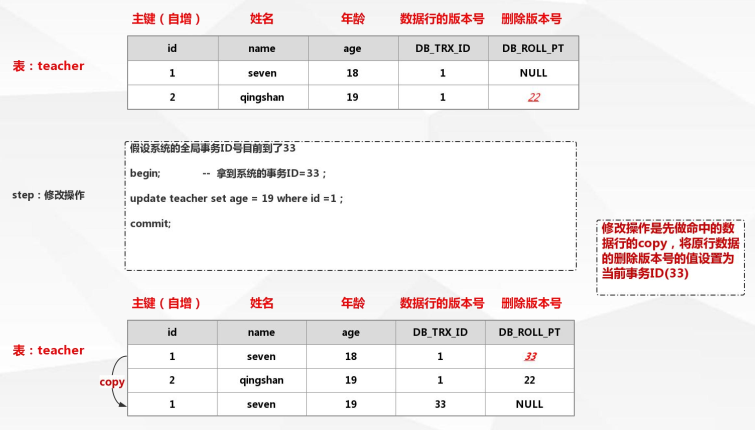 主键（自增） 姓名 年龄 数据行的版本号 删除版本号
表：teacher
id name age DB_TRX_ID DB_ROLL_PT
1 seven 18 1 NULL
2 qingshan 19 1 22
假设系统的全局事务ID号目前到了33
begin; -- 拿到系统的事务ID=33；
step：修改操作
update teacher set age = 19 where id =1；
commit;
修改操作是先做命中的数
据行的copy，将原行数据
的删除版本号的值设置为
当前事务ID(33)
主键（自增） 姓名 年龄 数据行的版本号 删除版本号
表：teacher
id name age DB_TRX_ID DB_ROLL_PT
1 seven 18 1 33
copy
2 qingshan 19 1 22
1 seven 19 33 NULL